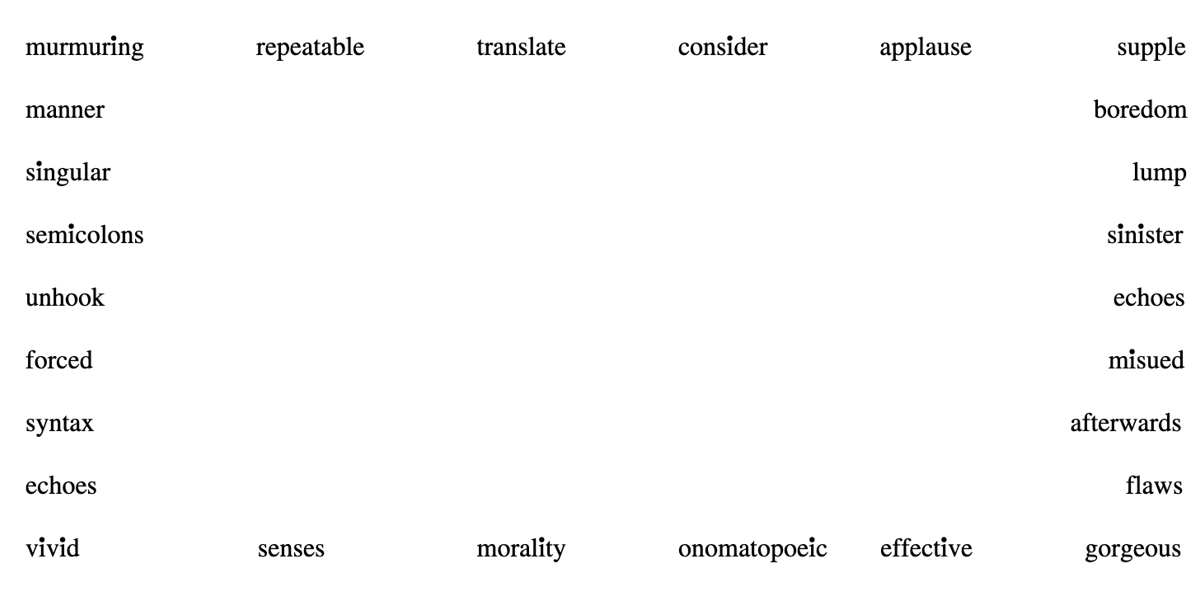 murmuring repeatable translate consider applause supple
manner boredom
singular lump
semicolons sinister
unhook echoes
forced misued
syntax afterwards
echoes flaws
vivid senses morality onomatopoeic effective gorgeous